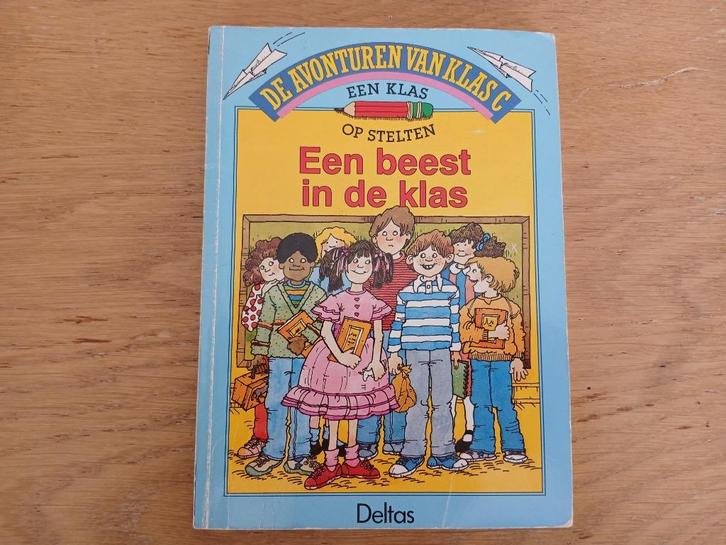 DE AVONTUREN VAN KLAS C
EEN KLAS
OP STELTEN
Een beest
in de klas
Deltas